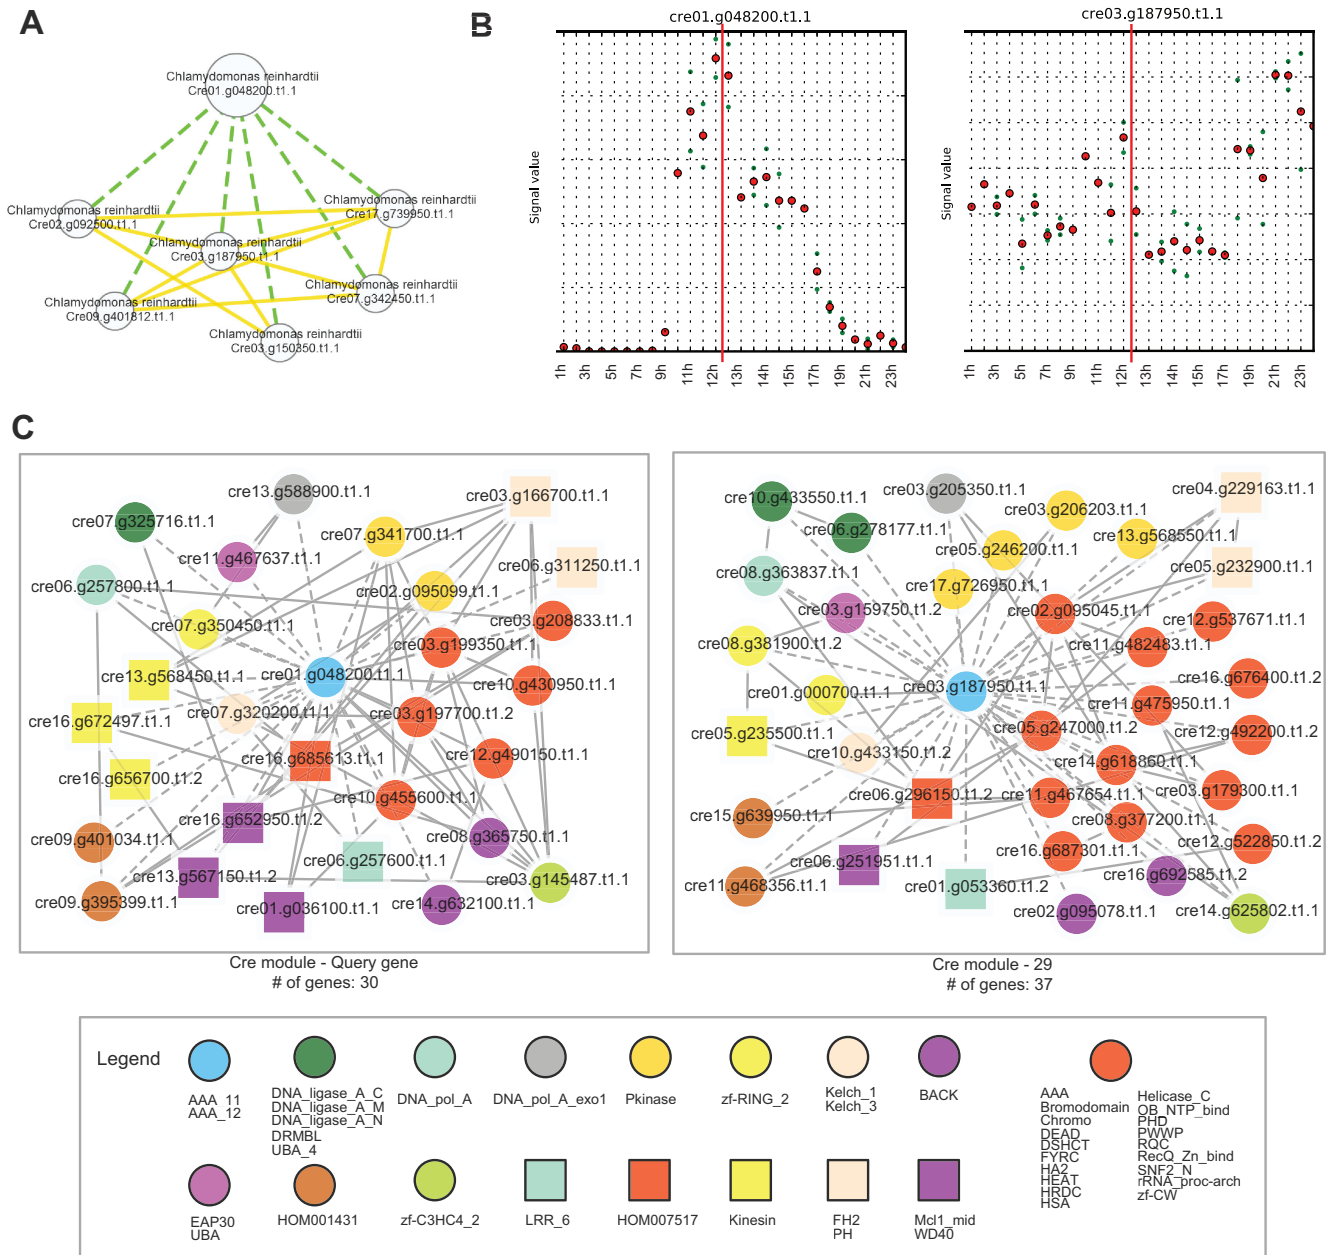 A
Chlamydomonas reinhardtii
Cre01.g048200.t1.1
Chlamydomonas reinhardtii
Cre02.g092500.t1.1
Chlamydomonas reinhardtii
Cre17.g739950.t1.1
Chlamydomonas reinhardtii
Cre03.g187950.t1.1
Chlamydomonas reinhardtii
Cre07.g342450.t1.1
Chlamydomonas reinhardtii
Cre09.g401812.t1.1
Chlamydomonas reinhardtii
Cre03.g150350.t1.1
B
cre01.g048200.t1.1
Signal value
1h 3h 5h 7h 9h 11h 12h 13h 14h 15h 17h 19h 21h 23h
cre03.g187950.t1.1
Signal value
1h 3h 5h 7h 9h 11h 12h 13h 14h 15h 17h 19h 21h 23h
C
cre13.g588900.t1.1
cre03.g166700.t1.1
cre07.g325716.t1.1
cre07.g341700.t1.1
cre11.g467637.t1.1
cre06.g311250.t1.1
cre06.g257800.t1.1
cre02.g095099.t1.1
cre03.g208833.t1.1
cre07.g350450.t1.1
cre03.g199350.t1.1
cre13.g568450.t1.1
cre01.g048200.t1.1
cre10.g430950.t1.1
cre16.g672497.t1.1
cre07.g320200.t1.1
cre03.g197700.t1.2
cre16.g685613.t1.1
cre12.g490150.t1.1
cre16.g656700.t1.2
cre10.g455600.t1.1
cre16.g652950.t1.2
cre09.g401034.t1.1
cre08.g365750.t1.1
cre06.g257600.t1.1
cre13.g567150.t1.2
cre03.g145487.t1.1
cre09.g395399.t1.1
cre01.g036100.t1.1
cre14.g632100.t1.1
Cre module - Query gene
# of genes: 30
cre10.g433550.t1.1
cre03.g205350.t1.1
cre04.g229163.t1.1
cre03.g206203.t1.1
cre06.g278177.t1.1
cre13.g568550.t1.1
cre05.g246200.t1.1
cre08.g363837.t1.1
cre05.g232900.t1.1
cre17.g726950.t1.1
cre03.g159750.t1.2
cre02.g095045.t1.1
cre12.g537671.t1.1
cre08.g381900.t1.2
cre11.g482483.t1.1
cre01.g000700.t1.1
cre03.g187950.t1.1
cre16.g676400.t1.2
cre11.g475950.t1.1
cre05.g235500.t1.1
cre05.g247000.t1.2
cre12.g492200.t1.2
cre10.g433150.t1.2
cre14.g618860.t1.1
cre06.g296150.t1.2
cre11.g467654.t1.1
cre03.g179300.t1.1
cre15.g639950.t1.1
cre08.g377200.t1.1
cre12.g522850.t1.2
cre06.g251951.t1.1
cre16.g687301.t1.1
cre16.g692585.t1.2
cre11.g468356.t1.1
cre01.g053360.t1.2
cre02.g095078.t1.1
cre14.g625802.t1.1
Cre module - 29
# of genes: 37
Legend
AAA_11
AAA_12
DNA_ligase_A_C
DNA_ligase_A_M
DNA_ligase_A_N
DRMBL
UBA_4
DNA_pol_A
DNA_pol_A_exo1
Pkinase
zf-RING_2
Kelch_1
Kelch_3
BACK
AAA
Bromodomain
Chromo
DEAD
DSHCT
FYRC
HA2
HEAT
HRDC
HSA
Helicase_C
OB_NTP_bind
PHD
PWWP
RQC
RecQ_Zn_bind
SNF2_N
rRNA_proc-arch
zf-CW
EAP30
UBA
HOM001431
zf-C3HC4_2
LRR_6
HOM007517
Kinesin
FH2
PH
Mcl1_mid
WD40